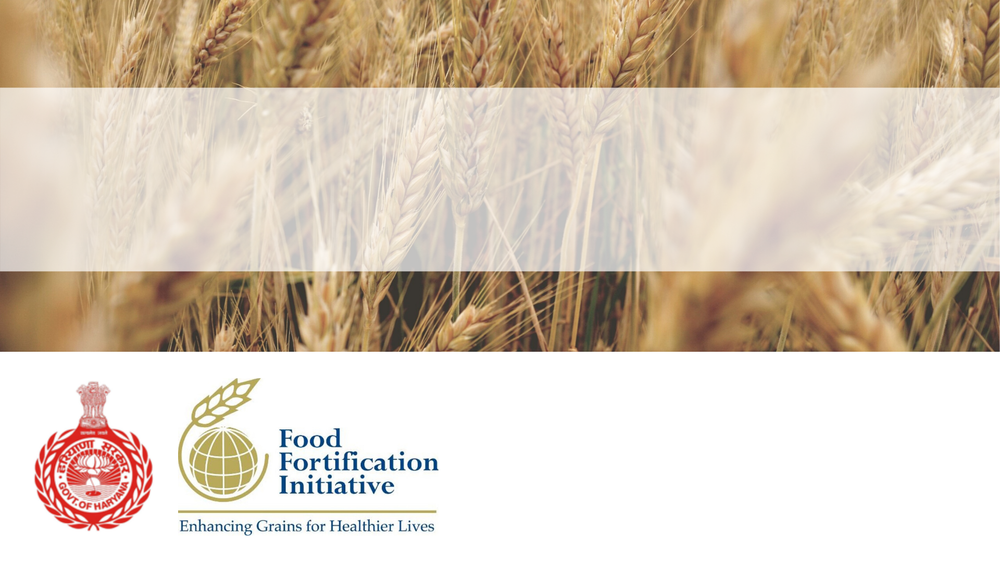 हरियाणा सरकार
GOVT. OF HARYANA
Food
Fortification
Initiative
Enhancing Grains for Healthier Lives